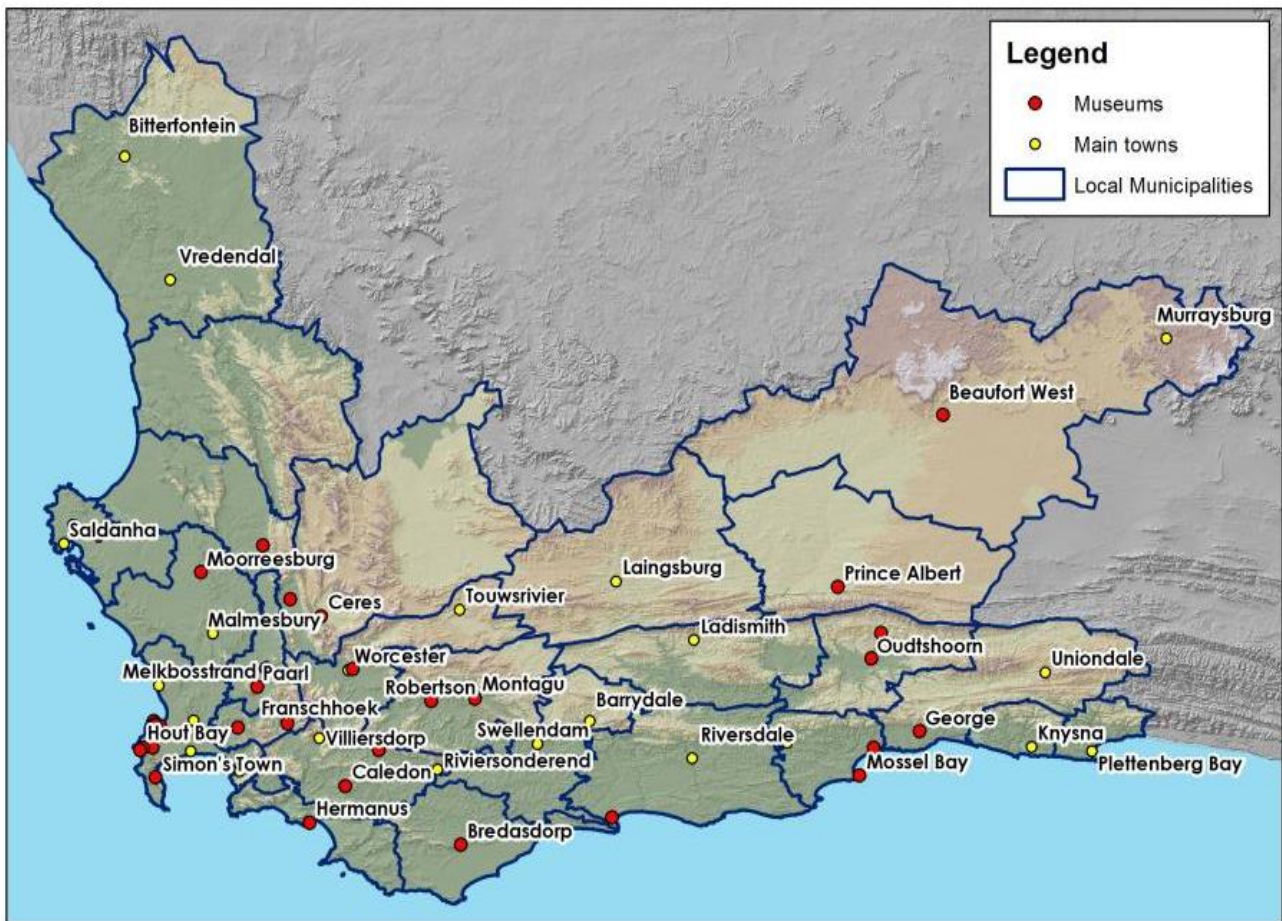 Legend
Museums
Main towns
Local Municipalities
Bitterfontein
Vredendal
Murraysburg
Beaufort West
Saldanha
Moorreesburg
Laingsburg
Prince Albert
Ceres
Touwsrivier
Malmesbury
Ladismith
Oudtshoorn
Worcester
Melkbosstrand
Paarl
Uniondale
Robertson
Montagu
Barrydale
Franschhoek
George
Hout Bay
Swellendam
Knysna
Villiersdorp
Riversdale
Riviersonderend
Mossel Bay
Plettenberg Bay
Simon's Town
Caledon
Hermanus
Bredasdorp